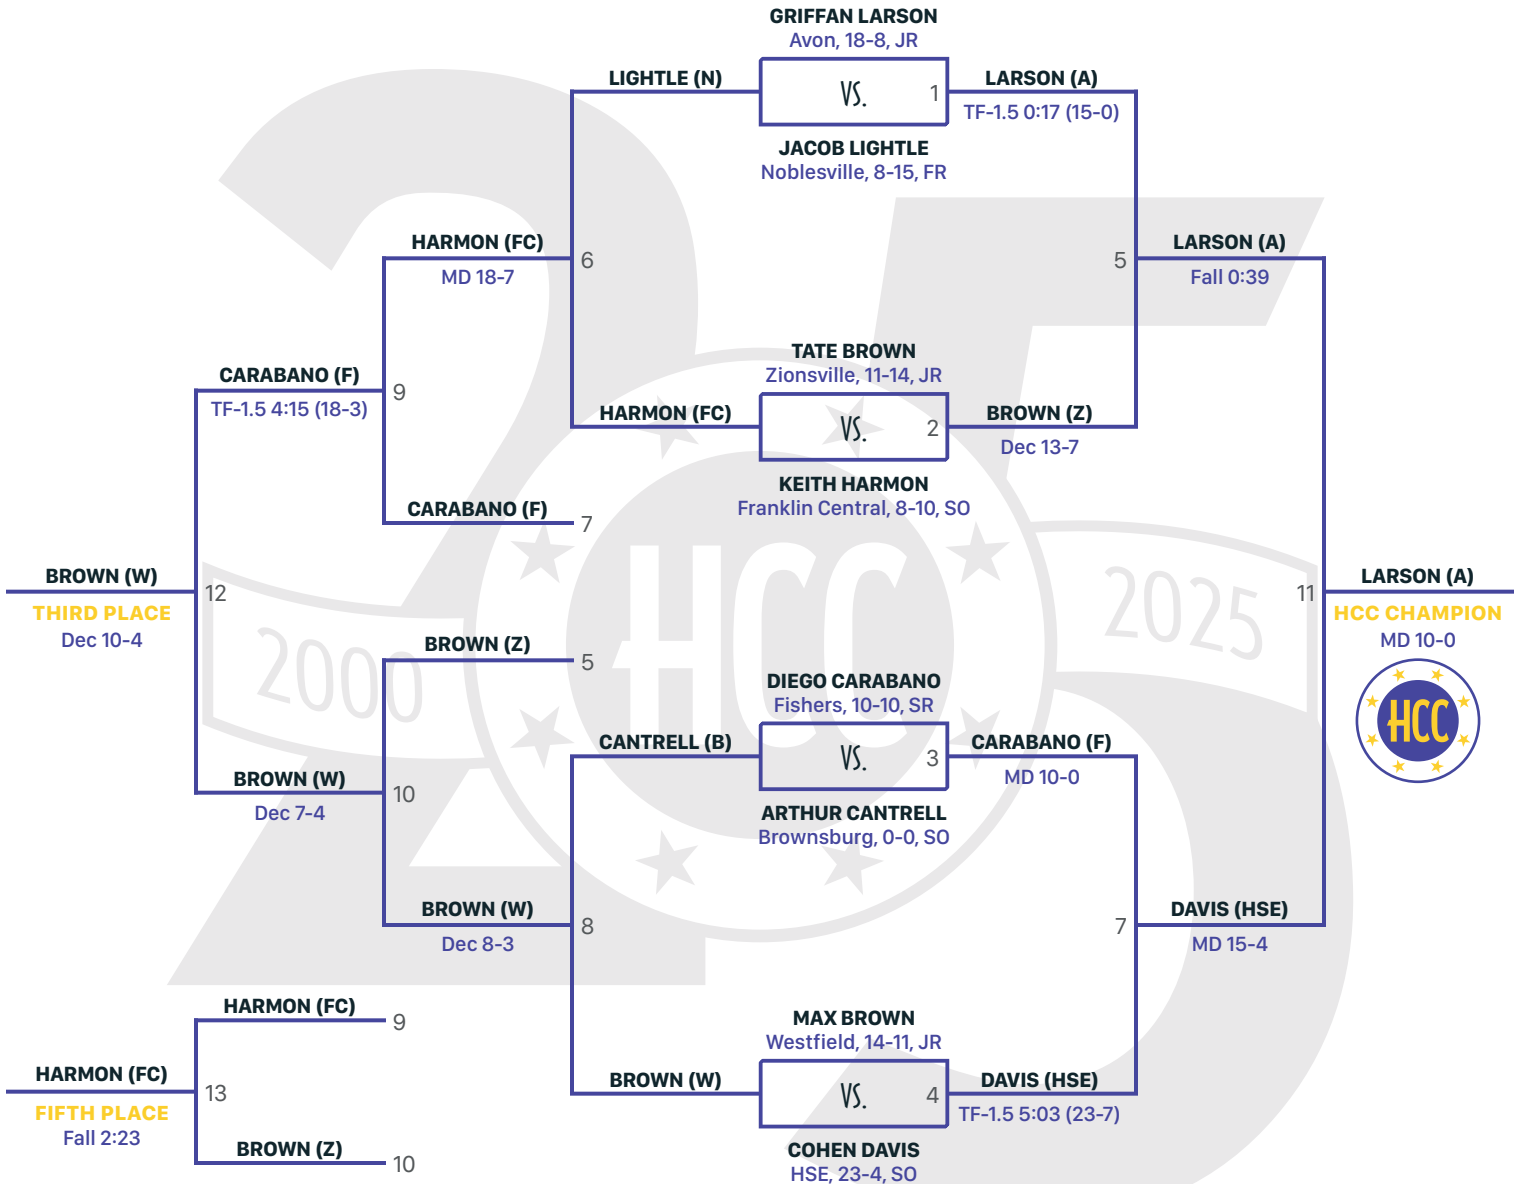 GRIFFAN LARSON
Avon, 18-8, JR
LIGHTLE (N)
VS.
1
LARSON (A)
TF-1.5 0:17 (15-0)
JACOB LIGHTLE
Noblesville, 8-15, FR
HARMON (FC)
MD 18-7
6
5
LARSON (A)
Fall 0:39
TATE BROWN
Zionsville, 11-14, JR
CARABANO (F)
TF-1.5 4:15 (18-3)
9
HARMON (FC)
VS.
2
BROWN (Z)
Dec 13-7
KEITH HARMON
Franklin Central, 8-10, SO
CARABANO (F)
7
HCC
2000
2025
BROWN (W)
THIRD PLACE
Dec 10-4
12
11
LARSON (A)
HCC CHAMPION
MD 10-0
HCC
BROWN (Z)
5
DIEGO CARABANO
Fishers, 10-10, SR
CANTRELL (B)
VS.
3
CARABANO (F)
MD 10-0
ARTHUR CANTRELL
Brownsburg, 0-0, SO
BROWN (W)
Dec 7-4
10
BROWN (W)
Dec 8-3
8
7
DAVIS (HSE)
MD 15-4
MAX BROWN
Westfield, 14-11, JR
BROWN (W)
VS.
4
DAVIS (HSE)
TF-1.5 5:03 (23-7)
COHEN DAVIS
HSE, 23-4, SO
HARMON (FC)
9
HARMON (FC)
FIFTH PLACE
Fall 2:23
13
BROWN (Z)
10
25